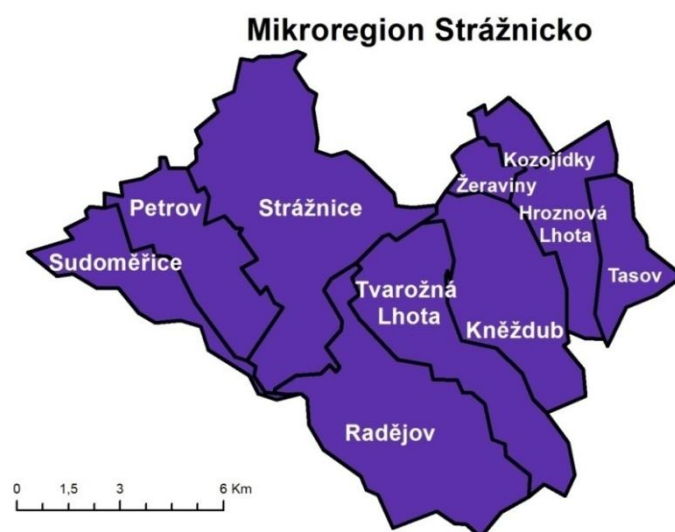 Mikroregion Strážnicko
Kozojídky
Žeraviny
Petrov
Strážnice
Hroznová
Lhota
Sudoměřice
Tvarožná
Lhota
Tasov
Kněždub
Radějov
0 1,5 3 6 Km